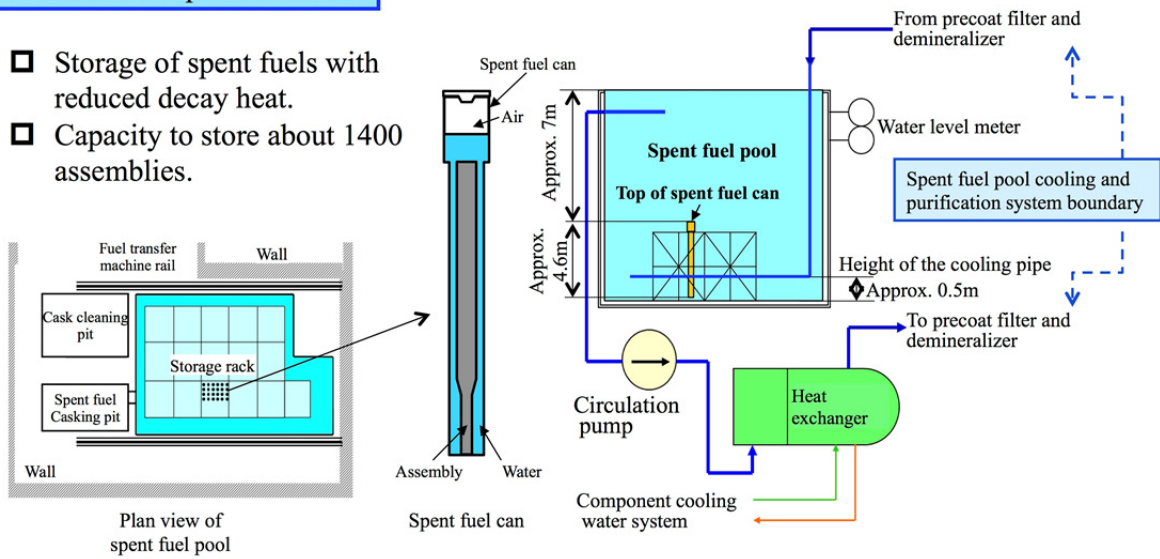 Storage of spent fuels with
reduced decay heat.
Capacity to store about 1400
assemblies.
Fuel transfer
machine rail
Wall
Cask cleaning
pit
Storage rack
Spent fuel
Casking pit
Wall
Plan view of
spent fuel pool
Spent fuel can
Air
Assembly
Water
Spent fuel can
Approx. 7m
Approx.
4.6m
Spent fuel pool
Top of spent fuel can
From precoat filter and
demineralizer
Water level meter
Spent fuel pool cooling and
purification system boundary
Height of the cooling pipe
Approx. 0.5m
To precoat filter and
demineralizer
Circulation
pump
Heat
exchanger
Component cooling
water system